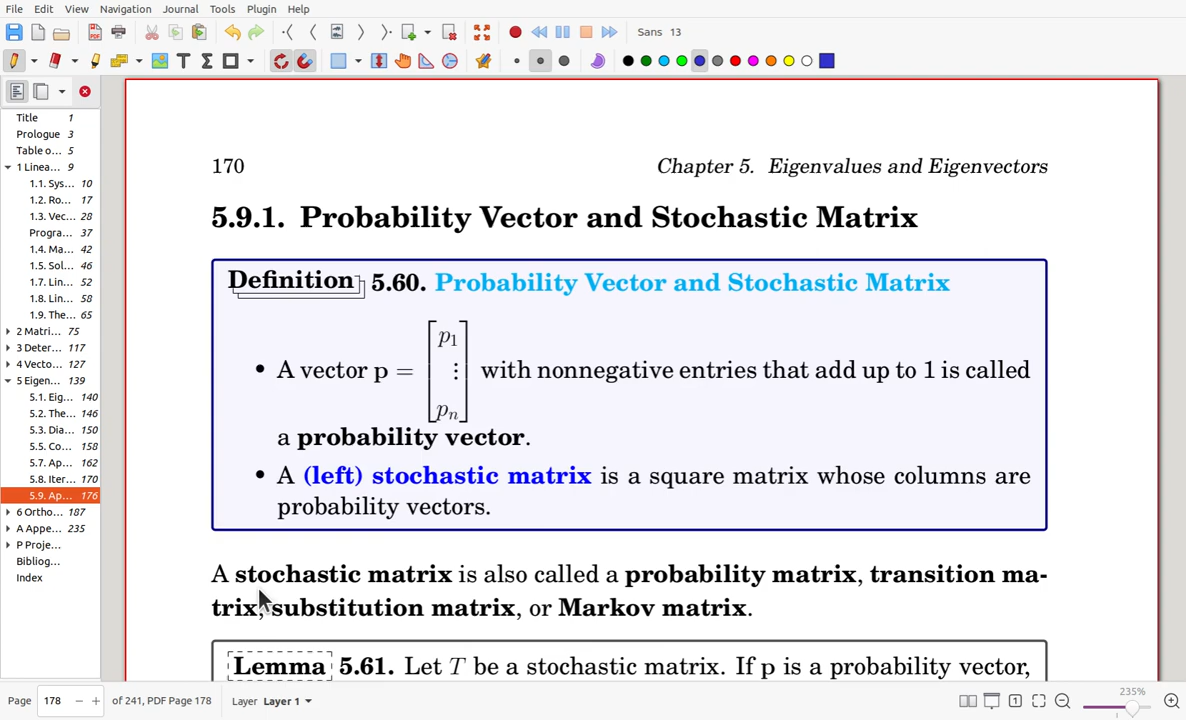 File Edit View Navigation Journal Tools Plugin Help
Sans 13
Title 1
Prologue 3
Table o... 5
1 Linea... 9
1.1. Sys... 10
1.2. Ro... 17
1.3. Vec... 28
Progra... 37
1.4. Ma... 42
1.5. Sol... 46
1.7. Lin... 52
1.8. Lin... 58
1.9. The... 65
2 Matri... 75
3 Deter... 117
4 Vecto... 127
5 Eigen... 139
5.1. Eig... 140
5.2. The... 146
5.3. Dia... 150
5.5. Co... 158
5.7. Ap... 162
5.8. Iter... 170
5.9. Ap... 176
6 Ortho... 187
A Appe... 235
P Proje...
Bibliog...
Index
170 Chapter 5. Eigenvalues and Eigenvectors
5.9.1. Probability Vector and Stochastic Matrix
Definition 5.60. Probability Vector and Stochastic Matrix
• A vector p = [p₁ ⋮ pₙ] with nonnegative entries that add up to 1 is called
a probability vector.
• A (left) stochastic matrix is a square matrix whose columns are
probability vectors.
A stochastic matrix is also called a probability matrix, transition ma-
trix, substitution matrix, or Markov matrix.
Lemma 5.61. Let T be a stochastic matrix. If p is a probability vector,
Page 178 − + of 241, PDF Page 178 Layer Layer 1 235%